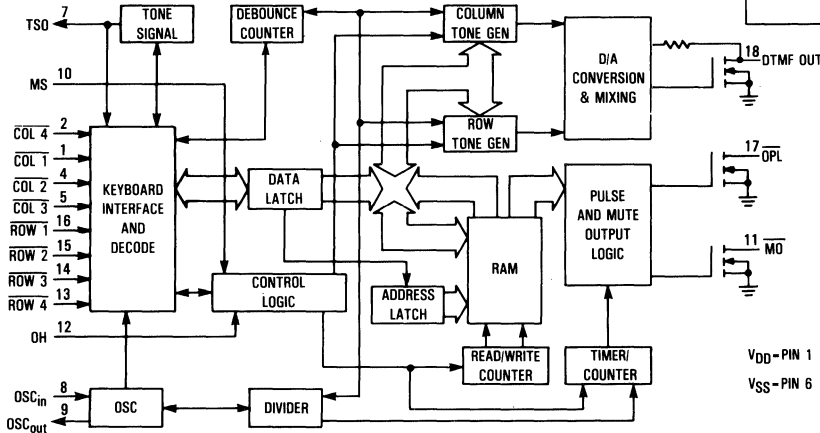 7
TSO
TONE
SIGNAL
DEBOUNCE
COUNTER
COLUMN
TONE GEN
D/A
CONVERSION
& MIXING
18
DTMF OUT
10
MS
ROW
TONE GEN
2
COL 4
1
COL 1
4
COL 2
5
COL 3
16
ROW 1
15
ROW 2
14
ROW 3
13
ROW 4
KEYBOARD
INTERFACE
AND
DECODE
DATA
LATCH
17
OPL
PULSE
AND MUTE
OUTPUT
LOGIC
11
MO
RAM
CONTROL
LOGIC
ADDRESS
LATCH
12
OH
READ/WRITE
COUNTER
TIMER/
COUNTER
VDD-PIN 1
VSS-PIN 6
8
OSCin
9
OSCout
OSC
DIVIDER